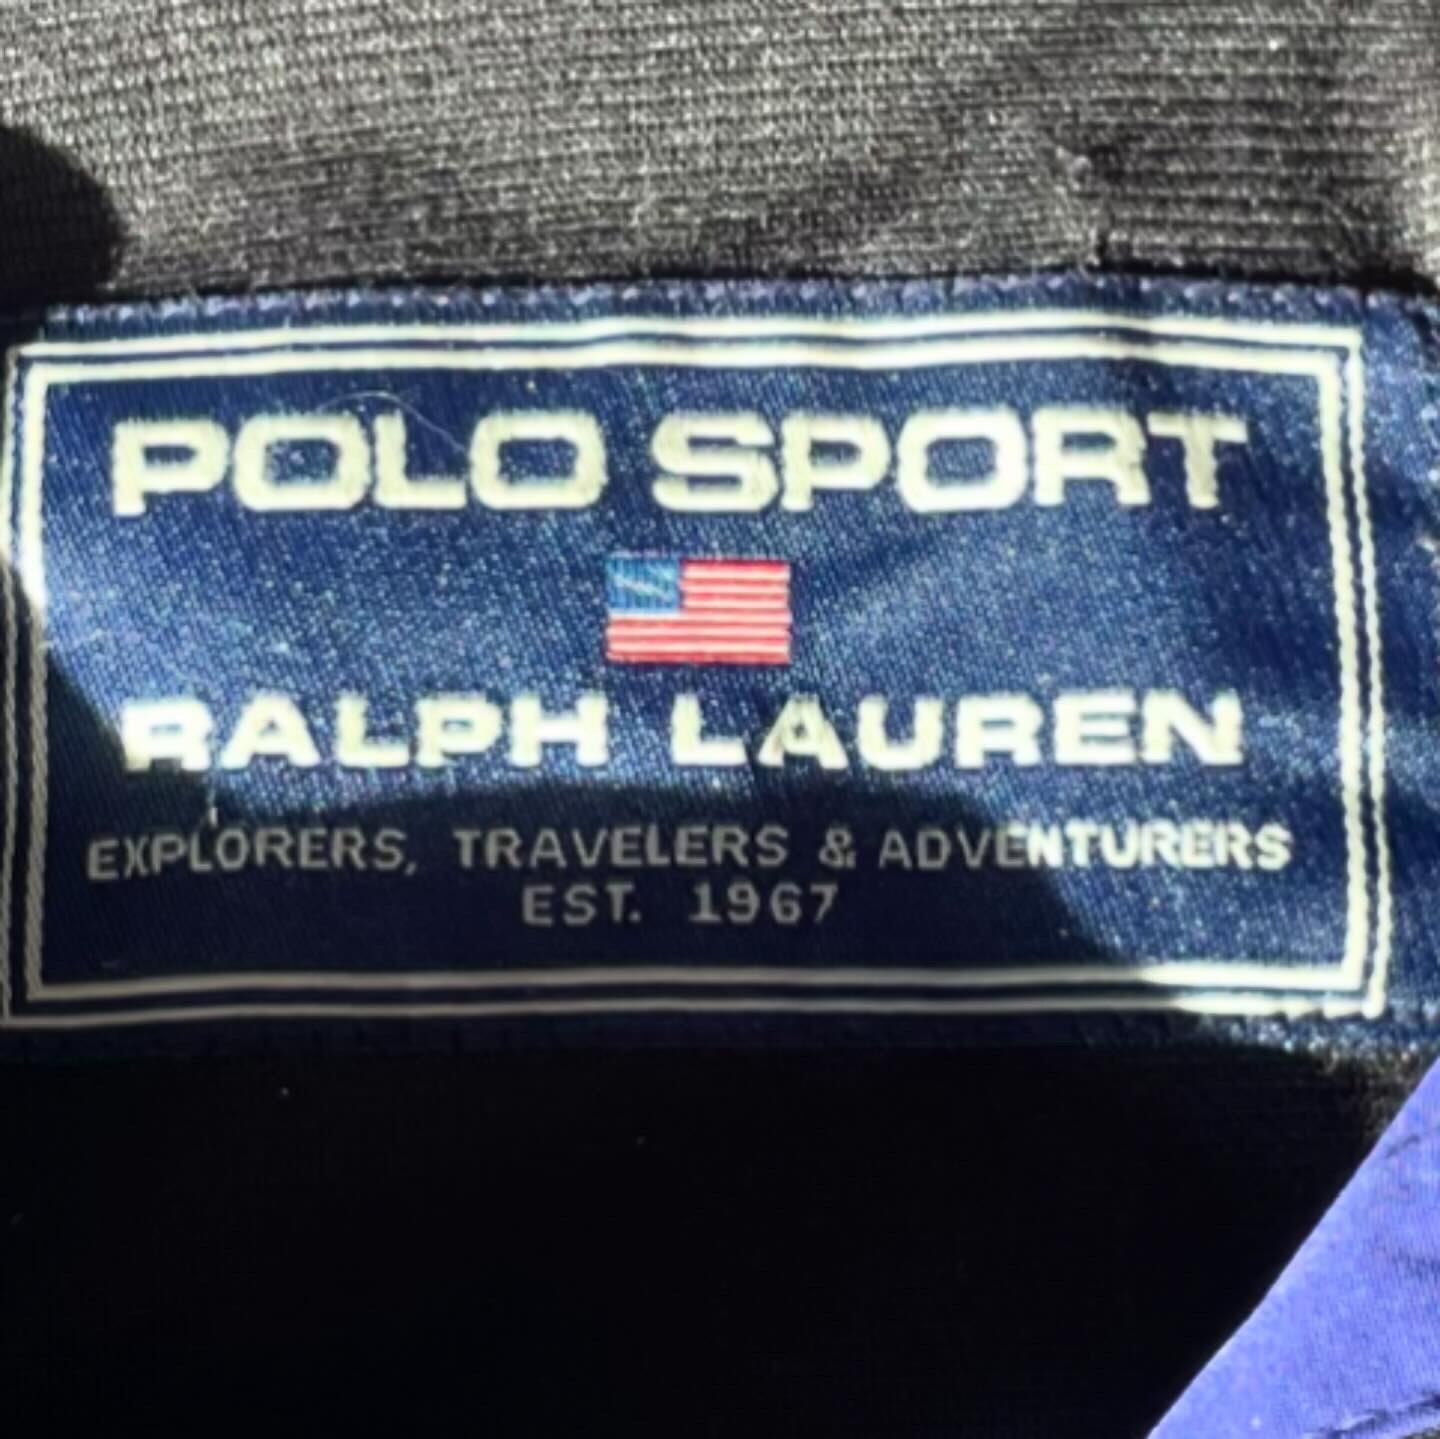 POLO SPORT
RALPH LAUREN
EXPLORERS, TRAVELERS & ADVENTURERS
EST. 1967